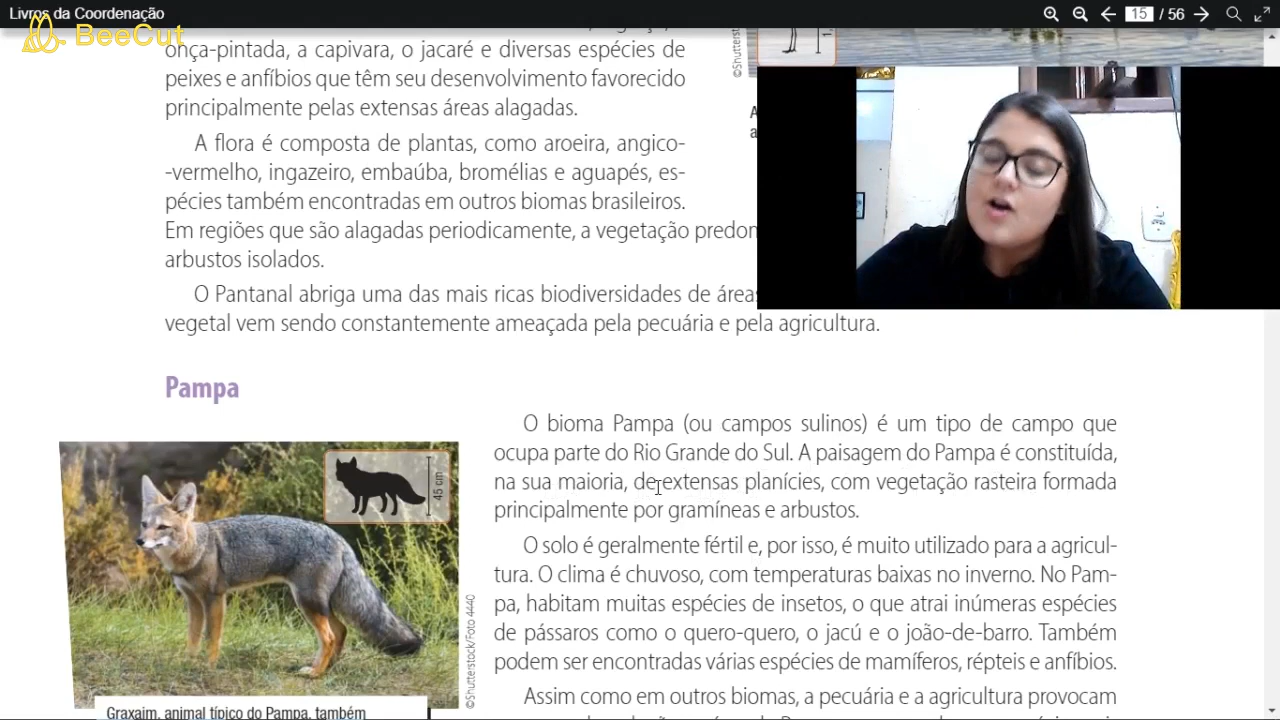 Livros da Coordenação
15 / 56
BeeCut
onça-pintada, a capivara, o jacaré e diversas espécies de
peixes e anfíbios que têm seu desenvolvimento favorecido
principalmente pelas extensas áreas alagadas.
A flora é composta de plantas, como aroeira, angico-
-vermelho, ingazeiro, embaúba, bromélias e aguapés, es-
pécies também encontradas em outros biomas brasileiros.
Em regiões que são alagadas periodicamente, a vegetação
arbustos isolados.
O Pantanal abriga uma das mais ricas biodiversidades de
vegetal vem sendo constantemente ameaçada pela pecuária e pela agricultura.
Pampa
O bioma Pampa (ou campos sulinos) é um tipo de campo que
ocupa parte do Rio Grande do Sul. A paisagem do Pampa é constituída,
na sua maioria, de extensas planícies, com vegetação rasteira formada
principalmente por gramíneas e arbustos.
O solo é geralmente fértil e, por isso, é muito utilizado para a agricul-
tura. O clima é chuvoso, com temperaturas baixas no inverno. No Pam-
pa, habitam muitas espécies de insetos, o que atrai inúmeras espécies
de pássaros como o quero-quero, o jacú e o joão-de-barro. Também
podem ser encontradas várias espécies de mamíferos, répteis e anfíbios.
Assim como em outros biomas, a pecuária e a agricultura provocam
45 cm
©Shutterstock/Foto 4440
Graxaim, animal típico do Pampa, também